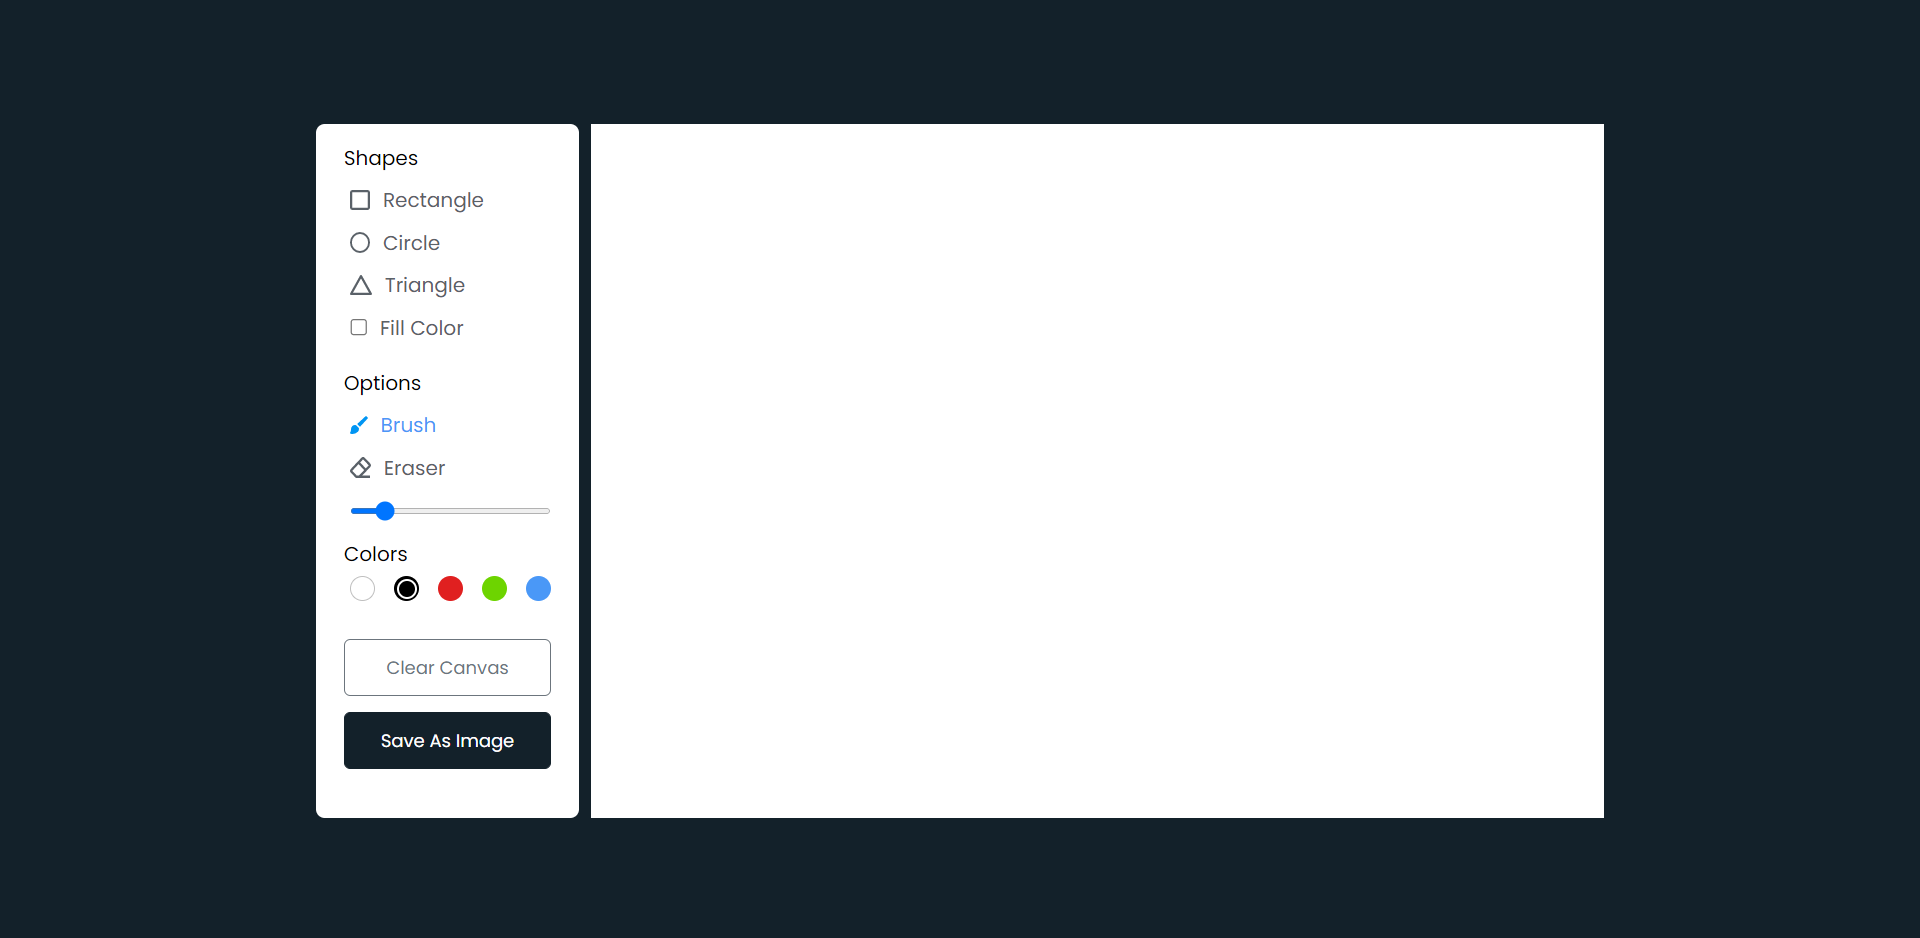 Shapes
Rectangle
Circle
Triangle
Fill Color
Options
Brush
Eraser
Colors
Clear Canvas
Save As Image